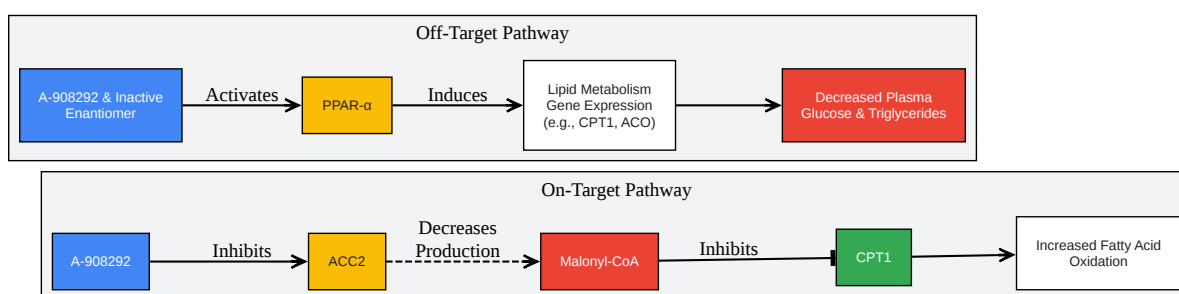 Off-Target Pathway
A-908292 & Inactive
Enantiomer
Activates
PPAR-α
Induces
Lipid Metabolism
Gene Expression
(e.g., CPT1, ACO)
Decreased Plasma
Glucose & Triglycerides
On-Target Pathway
A-908292
Inhibits
ACC2
Decreases
Production
Malonyl-CoA
Inhibits
CPT1
Increased Fatty Acid
Oxidation